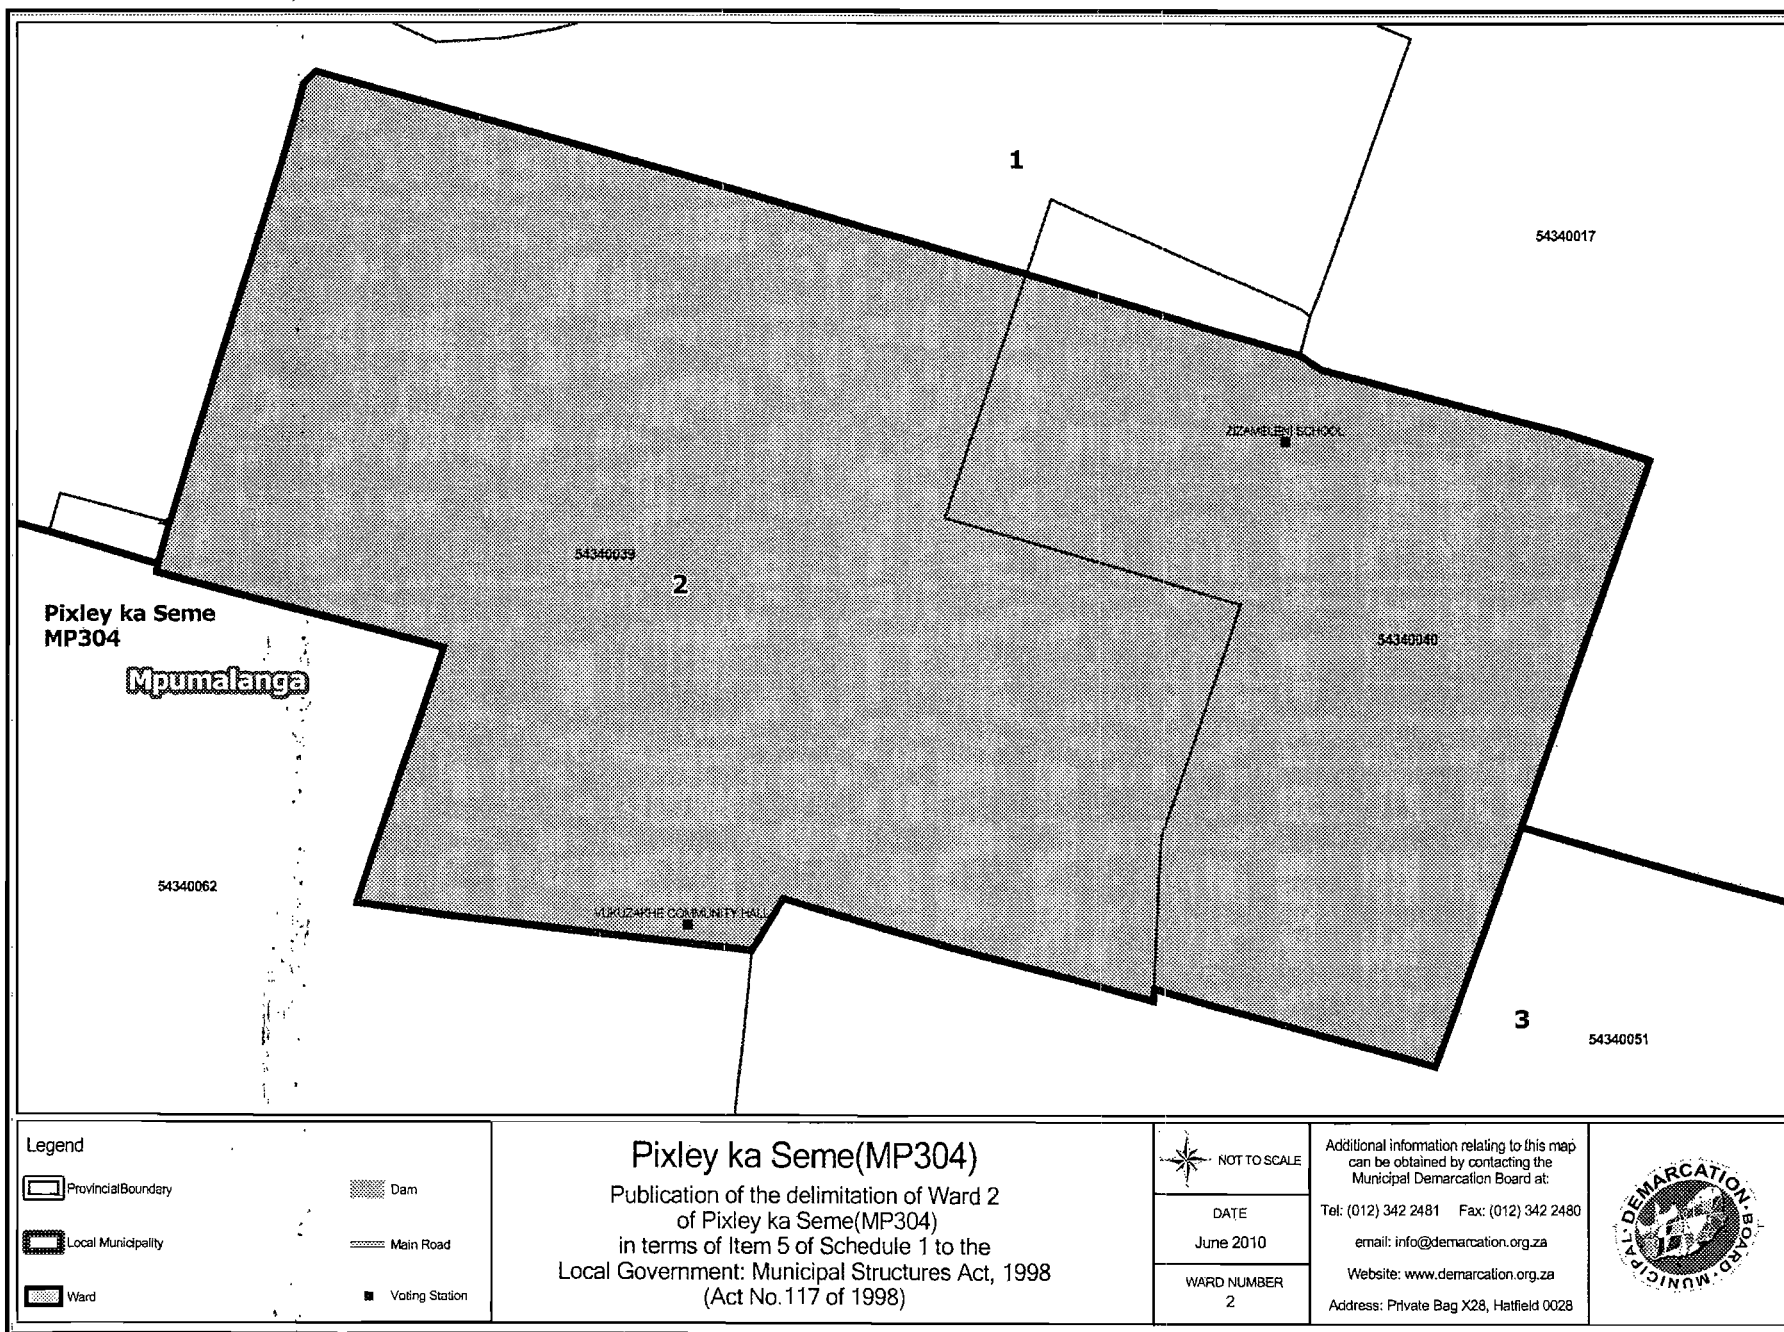 1
54340017
ZIZAMELENI SCHOOL
54340039
2
Pixley ka Seme
MP304
54340040
Mpumalanga
54340062
VUKUZAKHE COMMUNITY HALL
3
54340051
Legend
Provincial Boundary
Dam
Local Municipality
Main Road
Ward
Voting Station
Pixley ka Seme(MP304)
Publication of the delimitation of Ward 2
of Pixley ka Seme(MP304)
in terms of Item 5 of Schedule 1 to the
Local Government: Municipal Structures Act, 1998
(Act No.117 of 1998)
NOT TO SCALE
DATE
June 2010
WARD NUMBER
2
Additional information relating to this map
can be obtained by contacting the
Municipal Demarcation Board at:
Tel: (012) 342 2481 Fax: (012) 342 2480
email: info@demarcation.org.za
Website: www.demarcation.org.za
Address: Private Bag X28, Hatfield 0028
MUNICIPAL · DEMARCATION · BOARD ·